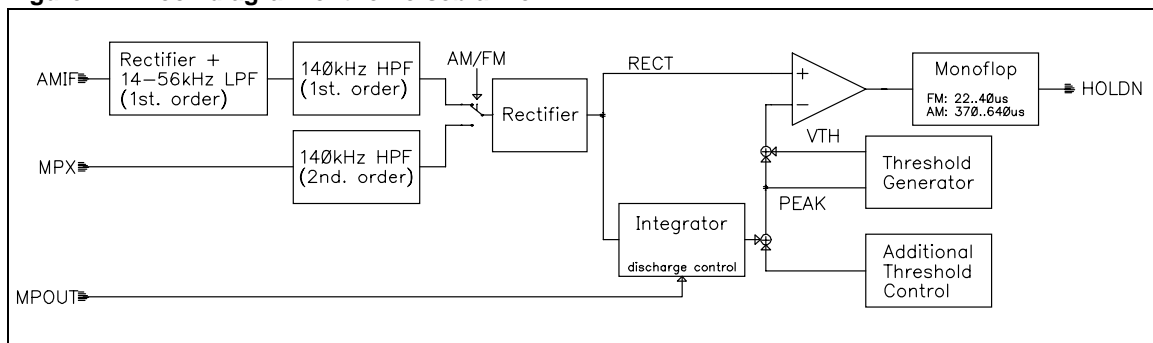 AMIF
Rectifier +
14-56kHz LPF
(1st. order)
140kHz HPF
(1st. order)
AM/FM
Rectifier
RECT
+
−
Monoflop
FM: 22..40us
AM: 370..640us
HOLDN
MPX
140kHz HPF
(2nd. order)
VTH
Threshold
Generator
PEAK
Integrator
discharge control
Additional
Threshold
Control
MPOUT